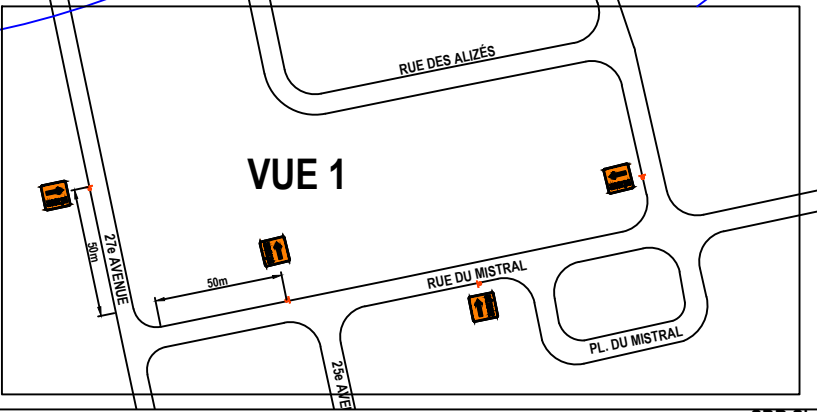 RUE DES ALIZÉS
VUE 1
50m
27e AVENUE
50m
RUE DU MISTRAL
PL. DU MISTRAL